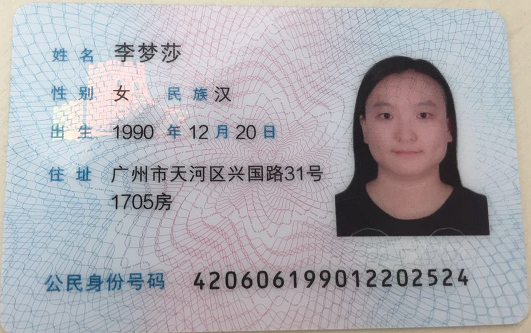 姓名 李梦莎
性别 女 民族 汉
出生 1990 年 12 月 20 日
住址 广州市天河区兴国路31号
1705房
公民身份号码 420606199012202524